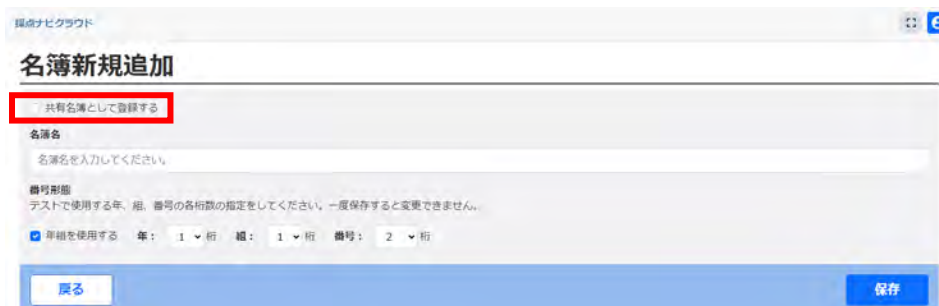 採点ナビクラウド
名簿新規追加
共有名簿として登録する
名簿名
名簿名を入力してください。
番号形態
テストで使用する年、組、番号の各桁数の指定をしてください。一度保存すると変更できません。
年組を使用する 年： 1 桁 組： 1 桁 番号： 2 桁
戻る 保存